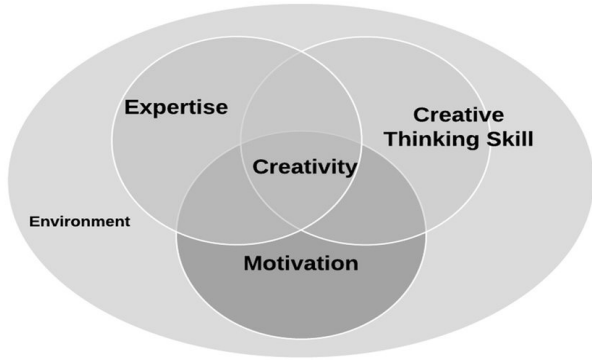 Expertise
Creative
Thinking Skill
Creativity
Environment
Motivation